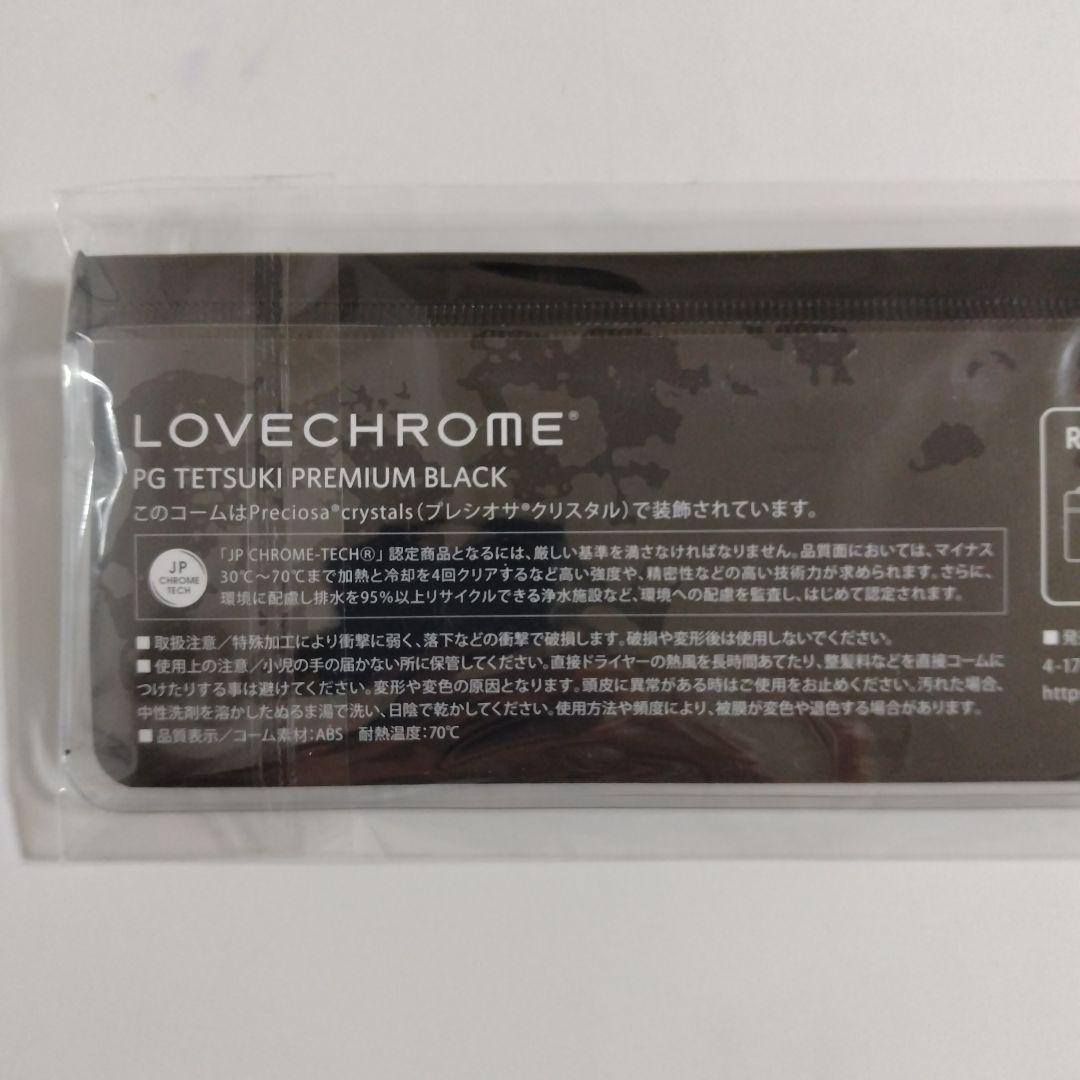 LOVECHROME®
PG TETSUKI PREMIUM BLACK
このコームはPreciosa®crystals(プレシオサ®クリスタル)で装飾されています。
JP
CHROME
TECH
「JP CHROME-TECH®」認定商品となるには、厳しい基準を満さなければなりません。品質面においては、マイナス
30℃〜70℃まで加熱と冷却を4回クリアするなど高い強度や、精密性などの高い技術力が求められます。さらに、
環境に配慮し排水を95%以上リサイクルできる浄水施設など、環境への配慮を監査し、はじめて認定されます。
■取扱注意/特殊加工により衝撃に弱く、落下などの衝撃で破損します。破損や変形後は使用しないでください。
■使用上の注意/小児の手の届かない所に保管してください。直接ドライヤーの熱風を長時間あてたり、整髪料などを直接コームに
つけたりする事は避けてください。変形や変色の原因となります。頭皮に異常がある時はご使用をお止めください。汚れた場合、
中性洗剤を溶かしたぬるま湯で洗い、日陰で乾かしてください。使用方法や頻度により、被膜が変色や退色する場合があります。
■品質表示/コーム素材:ABS 耐熱温度:70℃
R
■発
4-17
http